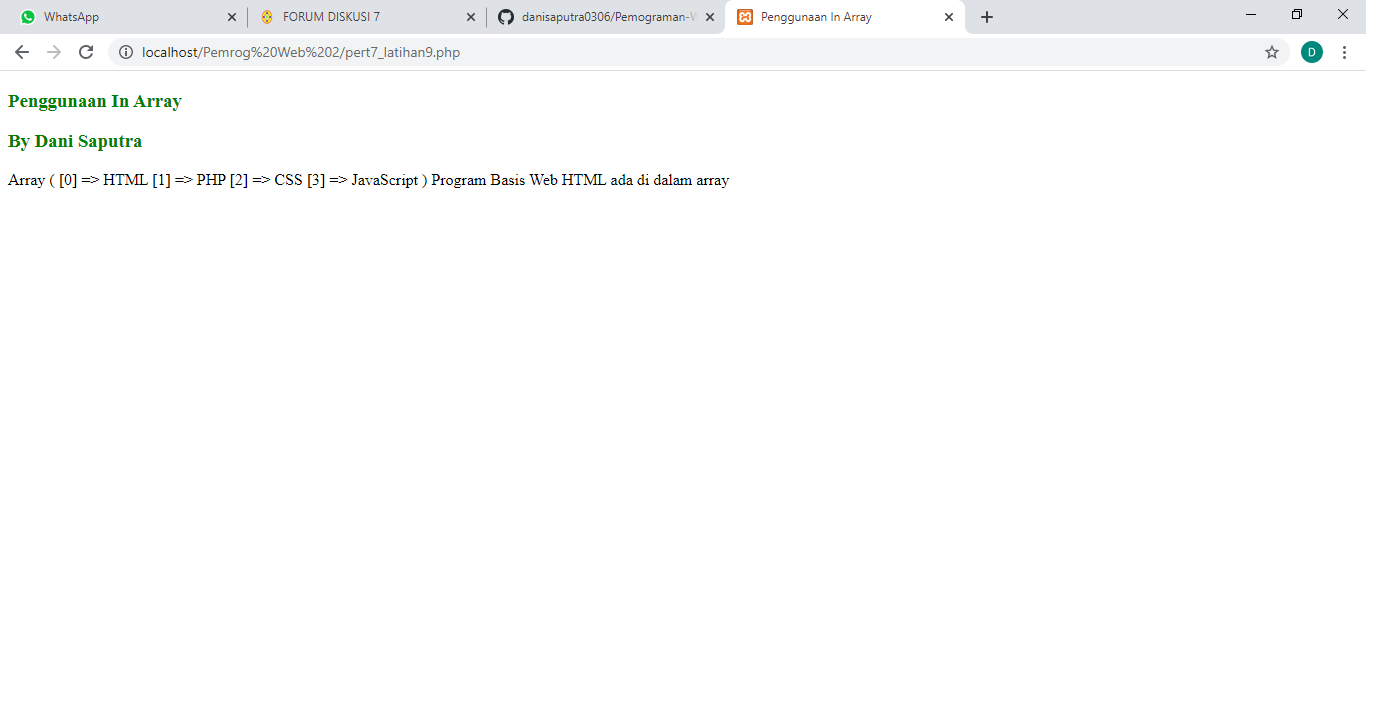 WhatsApp
FORUM DISKUSI 7
danisaputra0306/Pemograman-W
Penggunaan In Array
localhost/Pemrog%20Web%202/pert7_latihan9.php
D
Penggunaan In Array
By Dani Saputra
Array ( [0] => HTML [1] => PHP [2] => CSS [3] => JavaScript ) Program Basis Web HTML ada di dalam array